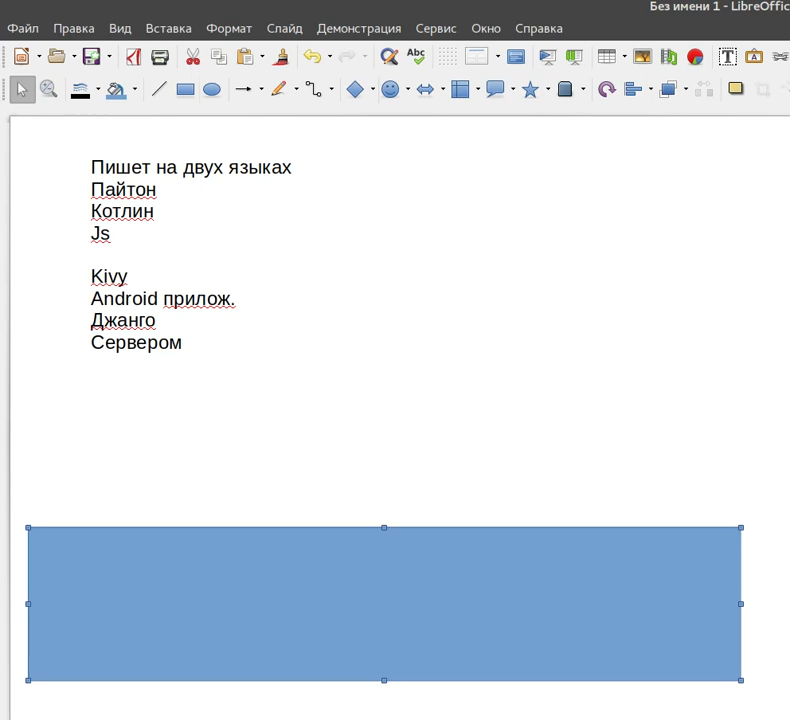 Без имени 1 - LibreOffic
Файл Правка Вид Вставка Формат Слайд Демонстрация Сервис Окно Справка
Abc T A
Пишет на двух языках
Пайтон
Котлин
Js
Kivy
Android прилож.
Джанго
Сервером